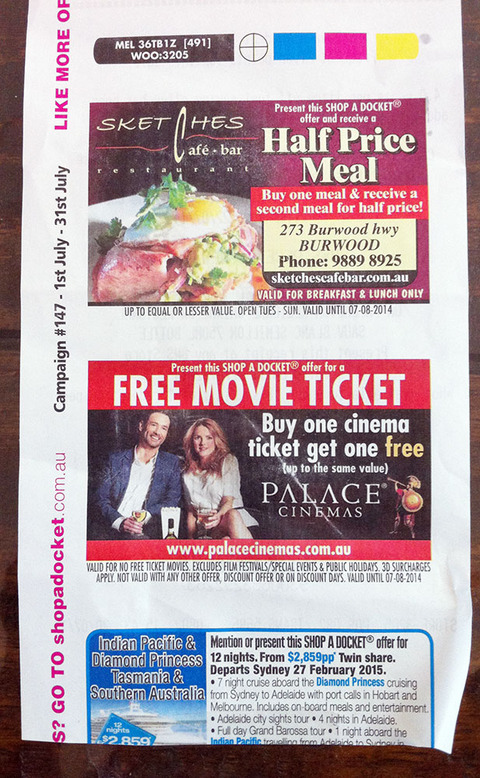 MEL 36TB1Z [491]
WOO:3205
LIKE MORE OF
Campaign #147 - 1st July - 31st July
S? GO TO shopadocket.com.au
SKETCHES
Café • bar
restaurant
Present this SHOP A DOCKET®
offer and receive a
Half Price
Meal
Buy one meal & receive a
second meal for half price!
273 Burwood hwy
BURWOOD
Phone: 9889 8925
sketchescafebar.com.au
VALID FOR BREAKFAST & LUNCH ONLY
UP TO EQUAL OR LESSER VALUE. OPEN TUES - SUN. VALID UNTIL 07-08-2014
Present this SHOP A DOCKET® offer for a
FREE MOVIE TICKET
Buy one cinema
ticket get one free
(up to the same value)
PALACE®
CINEMAS
www.palacecinemas.com.au
VALID FOR NO FREE TICKET MOVIES. EXCLUDES FILM FESTIVALS/SPECIAL EVENTS & PUBLIC HOLIDAYS. 3D SURCHARGES
APPLY. NOT VALID WITH ANY OTHER OFFER, DISCOUNT OFFER OR ON DISCOUNT DAYS. VALID UNTIL 07-08-2014
Indian Pacific &
Diamond Princess
Tasmania &
Southern Australia
12
nights
$2,859
Mention or present this SHOP A DOCKET® offer for
12 nights. From $2,859pp* Twin share.
Departs Sydney 27 February 2015.
• 7 night cruise aboard the Diamond Princess cruising
from Sydney to Adelaide with port calls in Hobart and
Melbourne. Includes on-board meals and entertainment.
• Adelaide city sights tour • 4 nights in Adelaide.
• Full day Grand Barossa tour • 1 night aboard the
Indian Pacific travelling from Adelaide to Sydney in